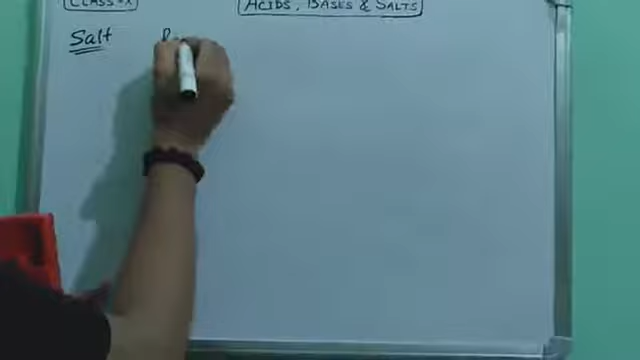 CLASS-X
ACIDS, BASES & SALTS
Salt